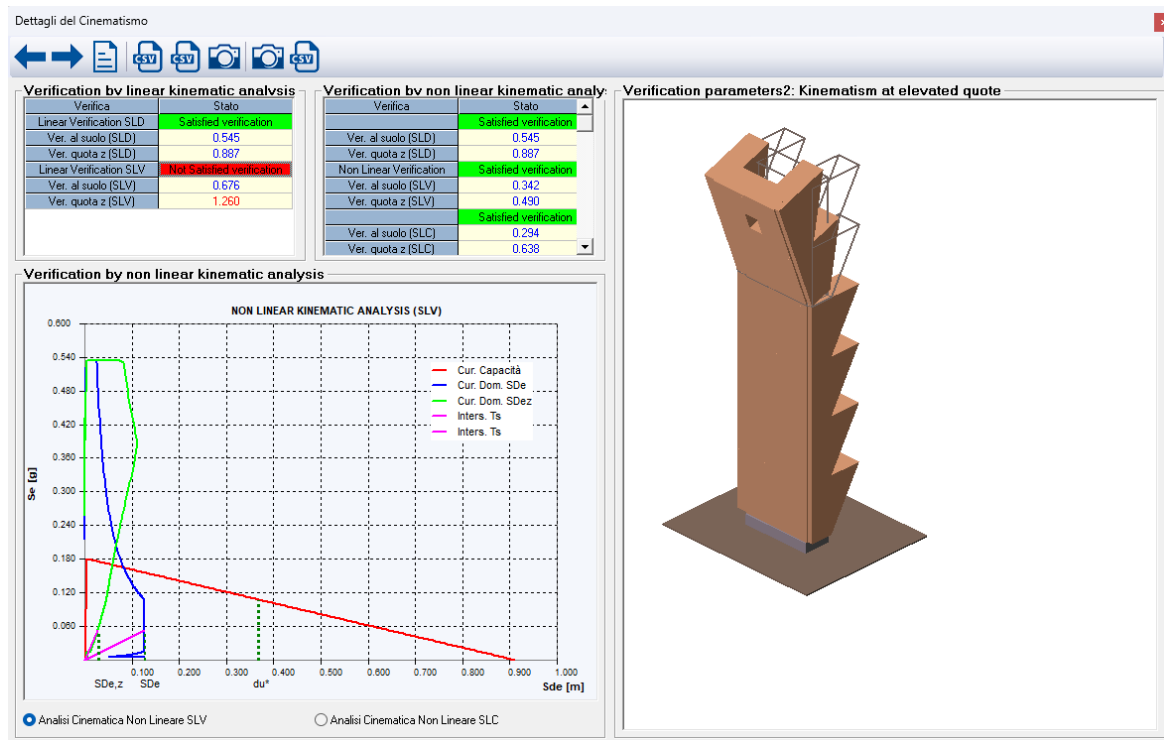 Dettagli del Cinematismo
CSV CSV CSV
Verification by linear kinematic analysis
Verifica Stato
Linear Verification SLD Satisfied verification
Ver. al suolo (SLD) 0.545
Ver. quota z (SLD) 0.887
Linear Verification SLV Not Satisfied verification
Ver. al suolo (SLV) 0.676
Ver. quota z (SLV) 1.260
Verification by non linear kinematic analy
Verifica Stato
Satisfied verification
Ver. al suolo (SLD) 0.545
Ver. quota z (SLD) 0.887
Non Linear Verification Satisfied verification
Ver. al suolo (SLV) 0.342
Ver. quota z (SLV) 0.490
Satisfied verification
Ver. al suolo (SLC) 0.294
Ver. quota z (SLC) 0.638
Verification parameters2: Kinematism at elevated quote
Verification by non linear kinematic analysis
NON LINEAR KINEMATIC ANALYSIS (SLV)
0.600
0.540
0.480
0.420
0.360
0.300
0.240
0.180
0.120
0.060
Se [g]
Cur. Capacità
Cur. Dom. SDe
Cur. Dom. SDez
Inters. Ts
Inters. Ts
0.100 0.200 0.300 0.400 0.500 0.600 0.700 0.800 0.900 1.000
SDe,z SDe du* Sde [m]
Analisi Cinematica Non Lineare SLV
Analisi Cinematica Non Lineare SLC